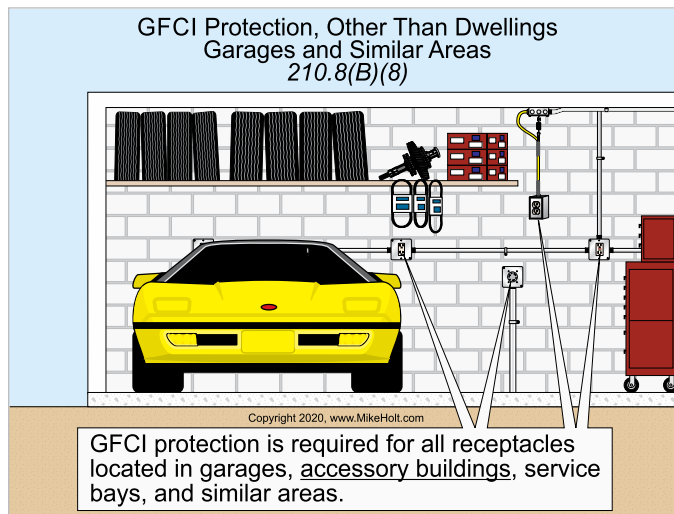 GFCI Protection, Other Than Dwellings
Garages and Similar Areas
210.8(B)(8)
Copyright 2020, www.MikeHolt.com
GFCI protection is required for all receptacles
located in garages, accessory buildings, service
bays, and similar areas.